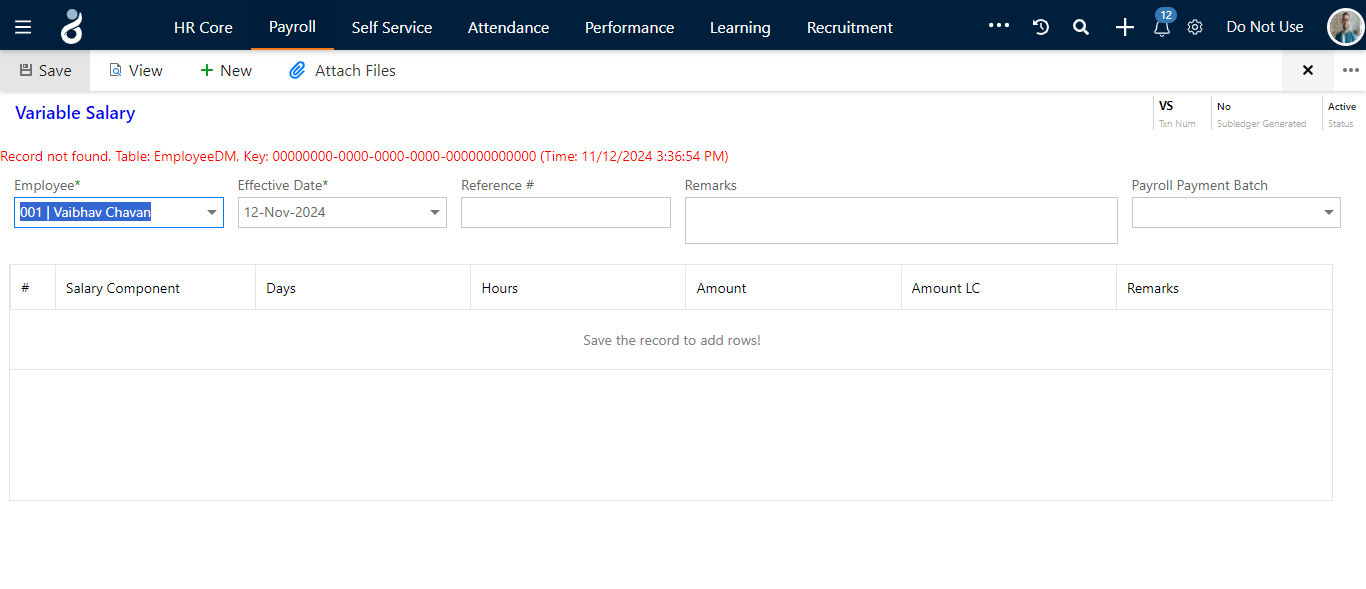 HR Core Payroll Self Service Attendance Performance Learning Recruitment ••• 12 Do Not Use
Save View New Attach Files
Variable Salary
VS No Active
Txn Num Subledger Generated Status
Record not found. Table: EmployeeDM, Key: 00000000-0000-0000-0000-000000000000 (Time: 11/12/2024 3:36:54 PM)
Employee* Effective Date* Reference # Remarks Payroll Payment Batch
001 | Vaibhav Chavan 12-Nov-2024
# Salary Component Days Hours Amount Amount LC Remarks
Save the record to add rows!